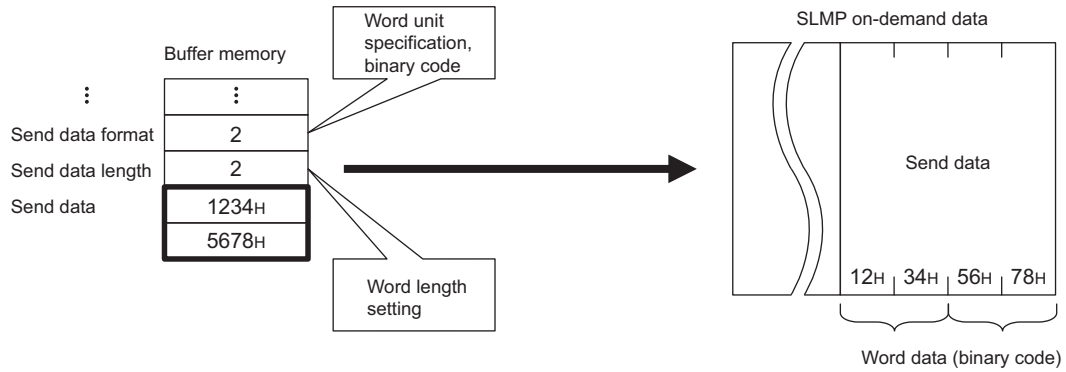 SLMP on-demand data
Word unit
specification,
binary code
Buffer memory
⋮ ⋮
Send data format 2
Send data length 2
Send data 1234H
5678H
Send data
Word length
setting
12H 34H 56H 78H
Word data (binary code)